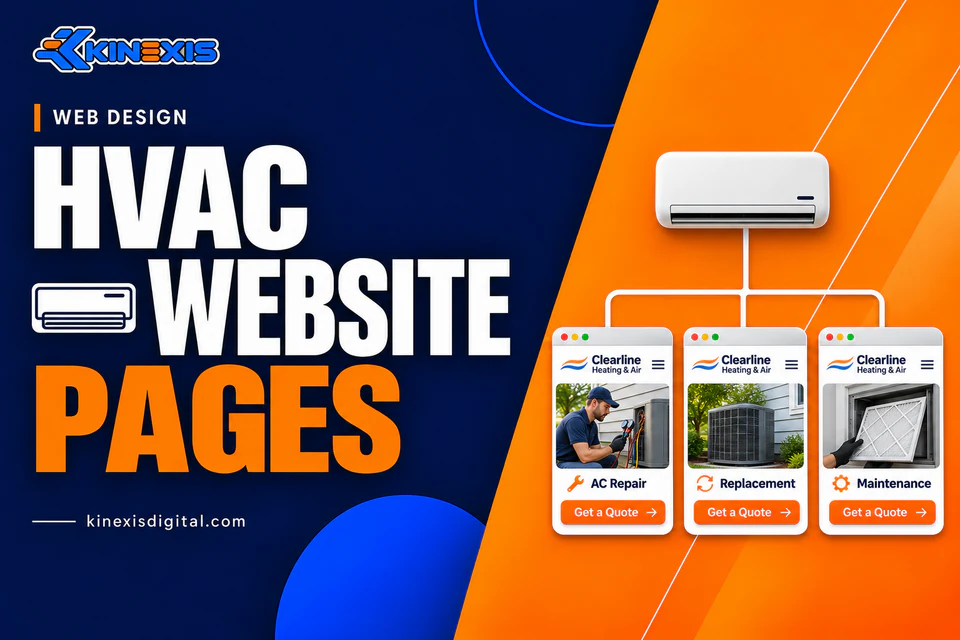 KINEXIS
WEB DESIGN
HVAC
WEBSITE
PAGES
kinexisdigital.com
Clearline
Heating & Air
AC Repair
Get a Quote →
Clearline
Heating & Air
Replacement
Get a Quote →
Clearline
Heating & Air
Maintenance
Get a Quote →